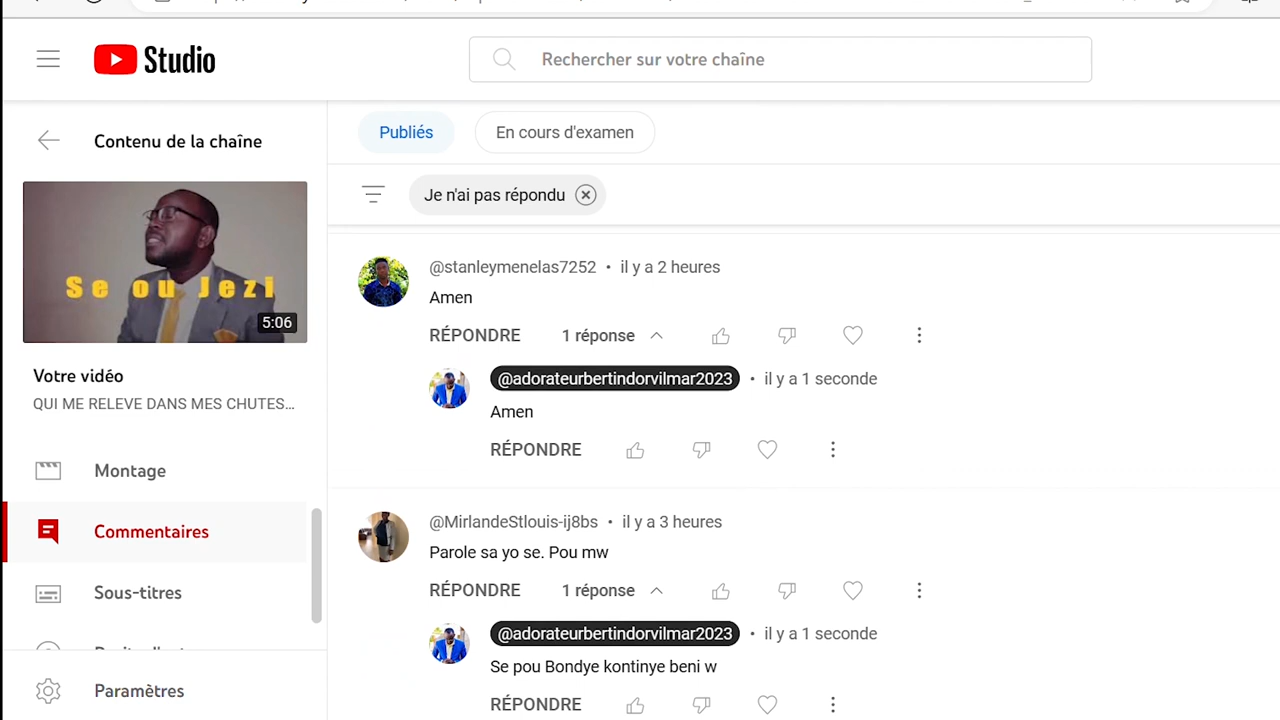 Studio
Rechercher sur votre chaîne
Contenu de la chaîne
Se ou Jezi
5:06
Votre vidéo
QUI ME RELEVE DANS MES CHUTES...
Montage
Commentaires
Sous-titres
Paramètres
Publiés
En cours d'examen
Je n'ai pas répondu
@stanleymenelas7252 • il y a 2 heures
Amen
RÉPONDRE 1 réponse
@adorateurbertindorvilmar2023 • il y a 1 seconde
Amen
RÉPONDRE
@MirlandeStlouis-ij8bs • il y a 3 heures
Parole sa yo se. Pou mw
RÉPONDRE 1 réponse
@adorateurbertindorvilmar2023 • il y a 1 seconde
Se pou Bondye kontinye beni w
RÉPONDRE